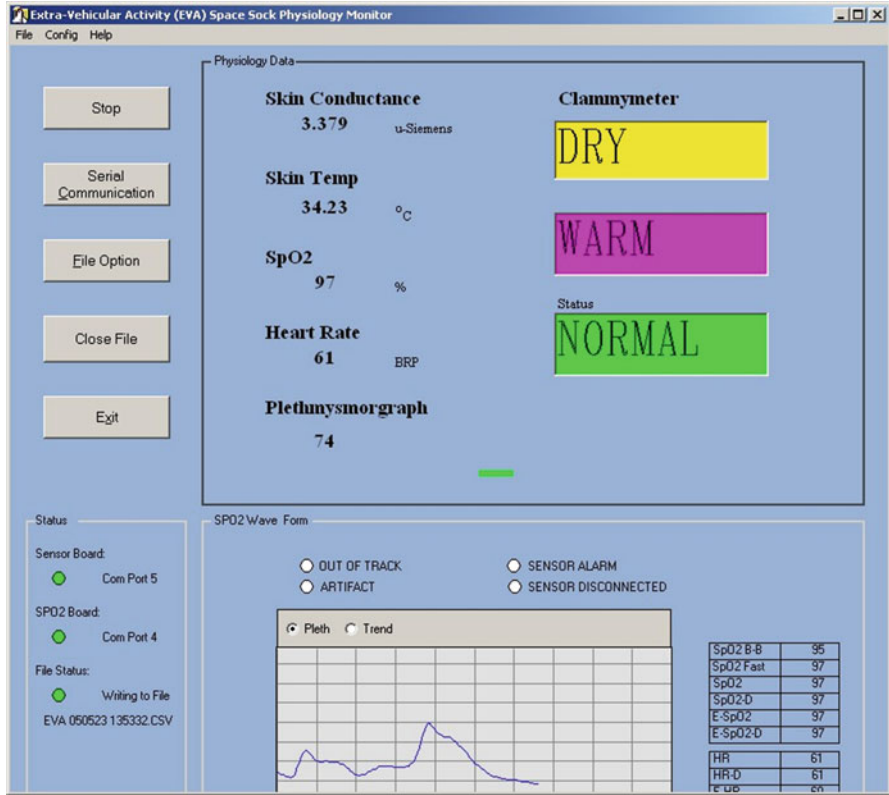 Extra-Vehicular Activity (EVA) Space Sock Physiology Monitor
File Config Help
Stop
Serial
Communication
File Option
Close File
Exit
Physiology Data
Skin Conductance
3.379 u-Siemens
Skin Temp
34.23 °C
SpO2
97 %
Heart Rate
61 BRP
Plethmysmorgraph
74
Clammymeter
DRY
WARM
Status
NORMAL
Status
Sensor Board:
Com Port 5
SPO2 Board:
Com Port 4
File Status:
Writing to File
EVA 050523 135332.CSV
SPO2 Wave Form
OUT OF TRACK
ARTIFACT
SENSOR ALARM
SENSOR DISCONNECTED
Pleth Trend
SpO2 B-B 95
SpO2 Fast 97
SpO2 97
SpO2-D 97
E-SpO2 97
E-SpO2-D 97
HR 61
HR-D 61